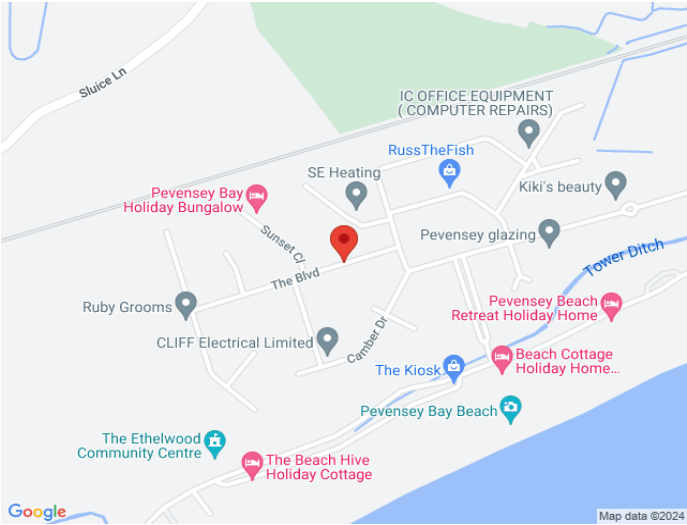 Sluice Ln
IC OFFICE EQUIPMENT
( COMPUTER REPAIRS)
RussTheFish
SE Heating
Kiki's beauty
Pevensey Bay
Holiday Bungalow
Sunset Cl
Pevensey glazing
Tower Ditch
The Blvd
Ruby Grooms
Pevensey Beach
Retreat Holiday Home
CLIFF Electrical Limited
Camber Dr
Beach Cottage
Holiday Home...
The Kiosk
Pevensey Bay Beach
The Ethelwood
Community Centre
The Beach Hive
Holiday Cottage
Google
Map data ©2024